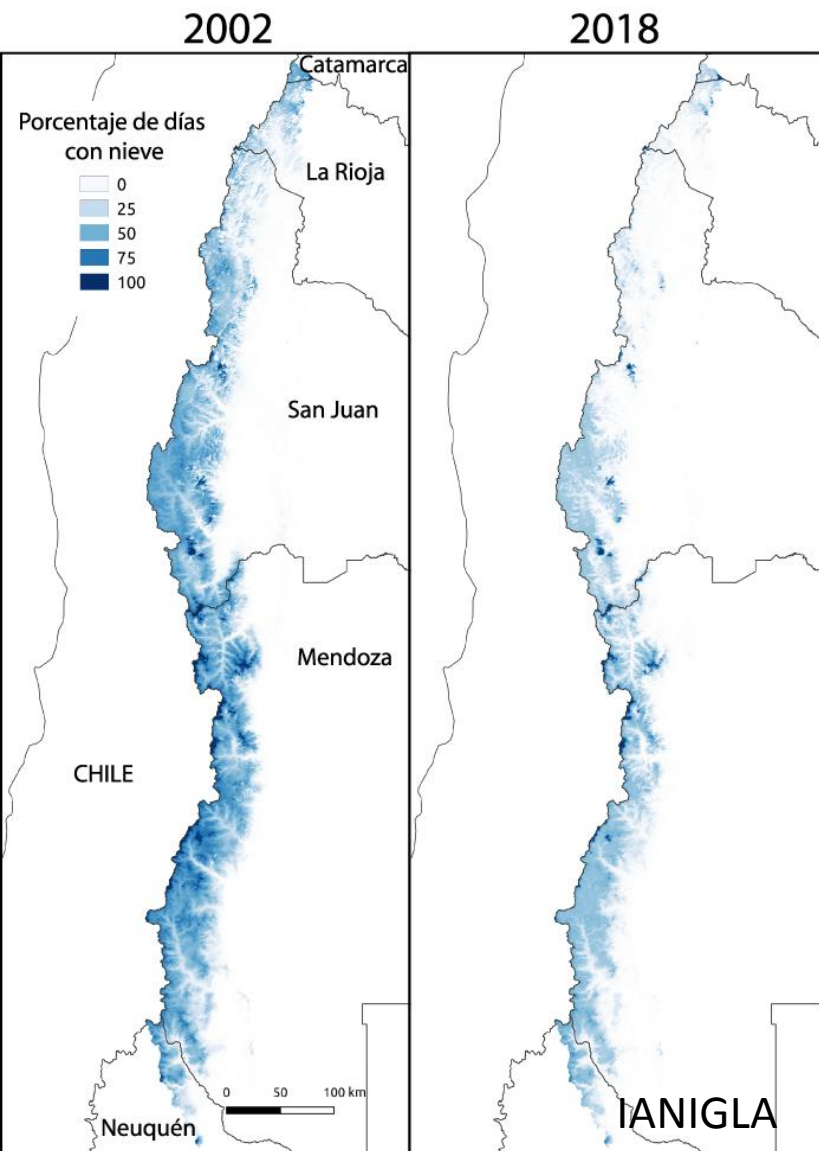 2002
2018
Catamarca
Porcentaje de días
con nieve
0
25
50
75
100
La Rioja
San Juan
Mendoza
CHILE
0 50 100 km
Neuquén
IANIGLA